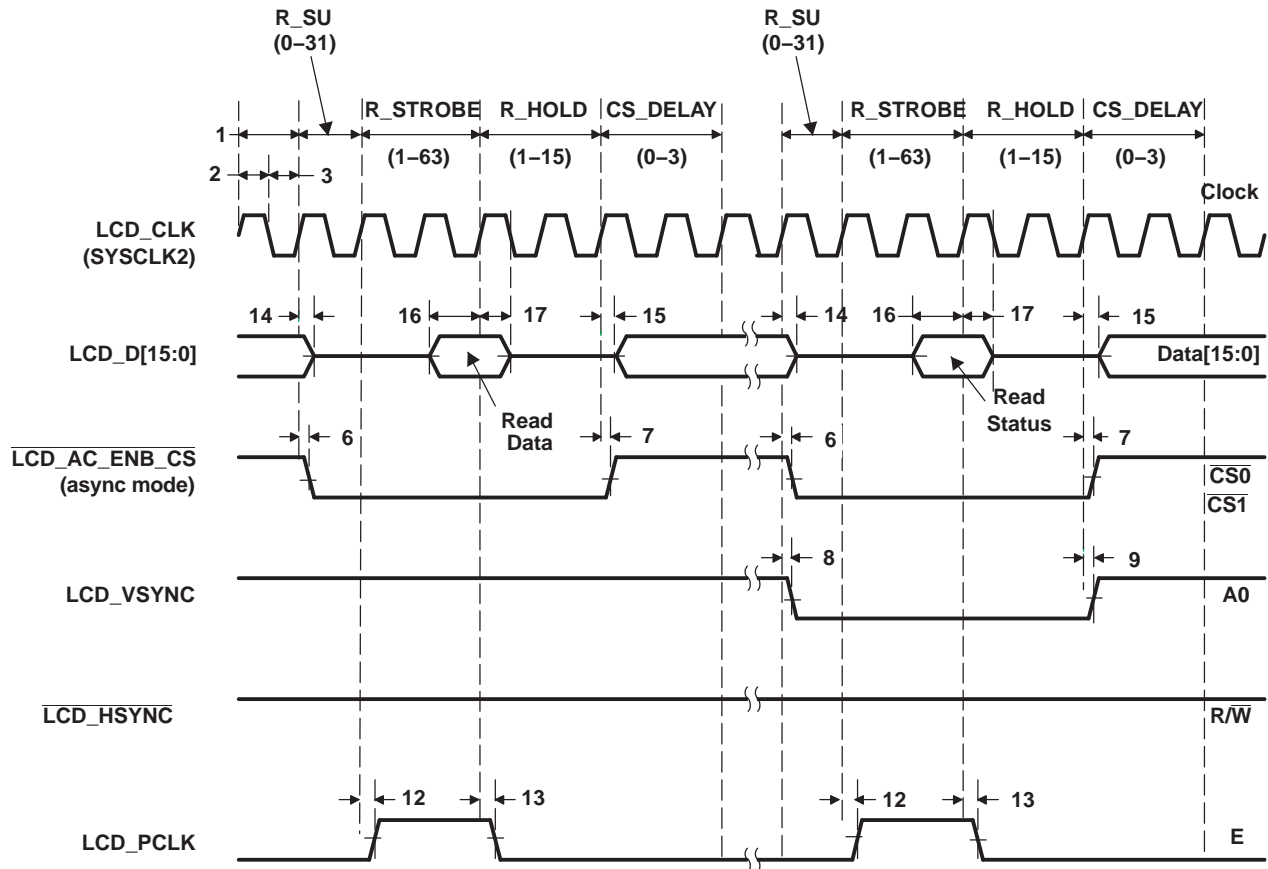 R_SU
(0–31)
R_SU
(0–31)
R_STROBE
R_HOLD
CS_DELAY
R_STROBE
R_HOLD
CS_DELAY
1
(1–63)
(1–15)
(0–3)
(1–63)
(1–15)
(0–3)
2
3
Clock
LCD_CLK
(SYSCLK2)
14
16
17
15
14
16
17
15
LCD_D[15:0]
Data[15:0]
Read
Data
Read
Status
6
7
6
7
LCD_AC_ENB_CS
(async mode)
CS0
CS1
8
9
LCD_VSYNC
A0
LCD_HSYNC
R/W
12
13
12
13
LCD_PCLK
E